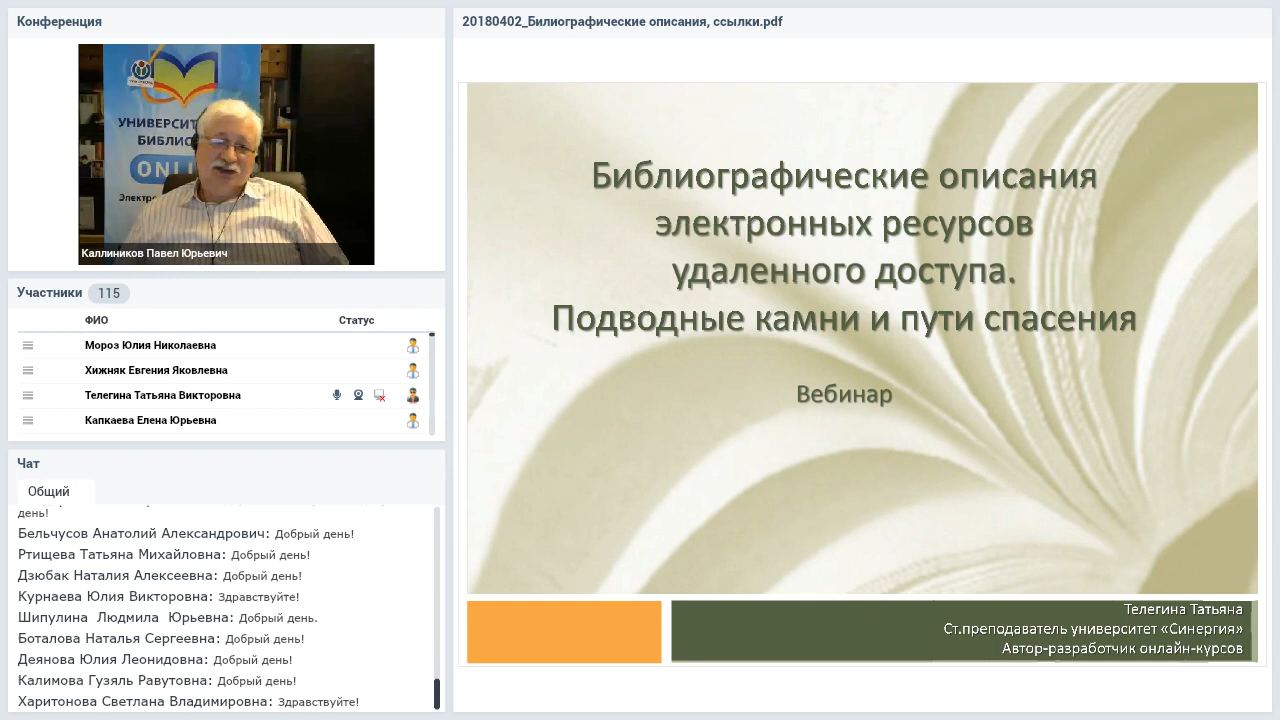 Конференция
УНИВЕРСИТ
БИБЛИО
ONLI
Каллиников Павел Юрьевич
Участники 115
ФИО Статус
Мороз Юлия Николаевна
Хижняк Евгения Яковлевна
Телегина Татьяна Викторовна
Капкаева Елена Юрьевна
Чат
Общий
день!
Бельчусов Анатолий Александрович: Добрый день!
Ртищева Татьяна Михайловна: Добрый день!
Дзюбак Наталия Алексеевна: Добрый день!
Курнаева Юлия Викторовна: Здравствуйте!
Шипулина Людмила Юрьевна: Добрый день.
Боталова Наталья Сергеевна: Добрый день!
Деянова Юлия Леонидовна: Добрый день!
Калимова Гузяль Равутовна: Добрый день!
Харитонова Светлана Владимировна: Здравствуйте!
20180402_Билиографические описания, ссылки.pdf
Библиографические описания
электронных ресурсов
удаленного доступа.
Подводные камни и пути спасения
Вебинар
Телегина Татьяна
Ст.преподаватель университет «Синергия»
Автор-разработчик онлайн-курсов